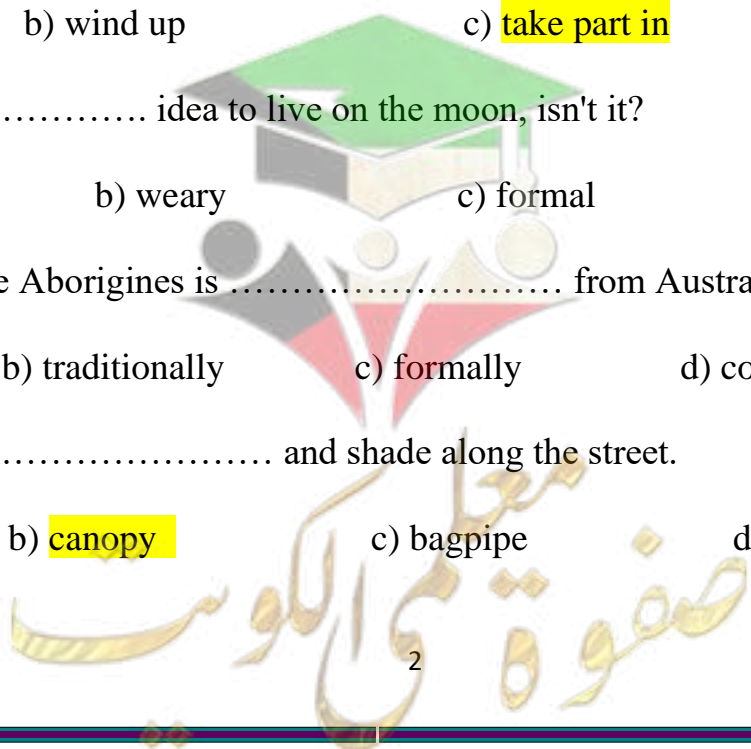 b) wind up c) take part in
…………. idea to live on the moon, isn't it?
b) weary c) formal
e Aborigines is ……………………… from Austra
b) traditionally c) formally d) co
………………… and shade along the street.
b) canopy c) bagpipe d
صفوة معلمى الكويت
2